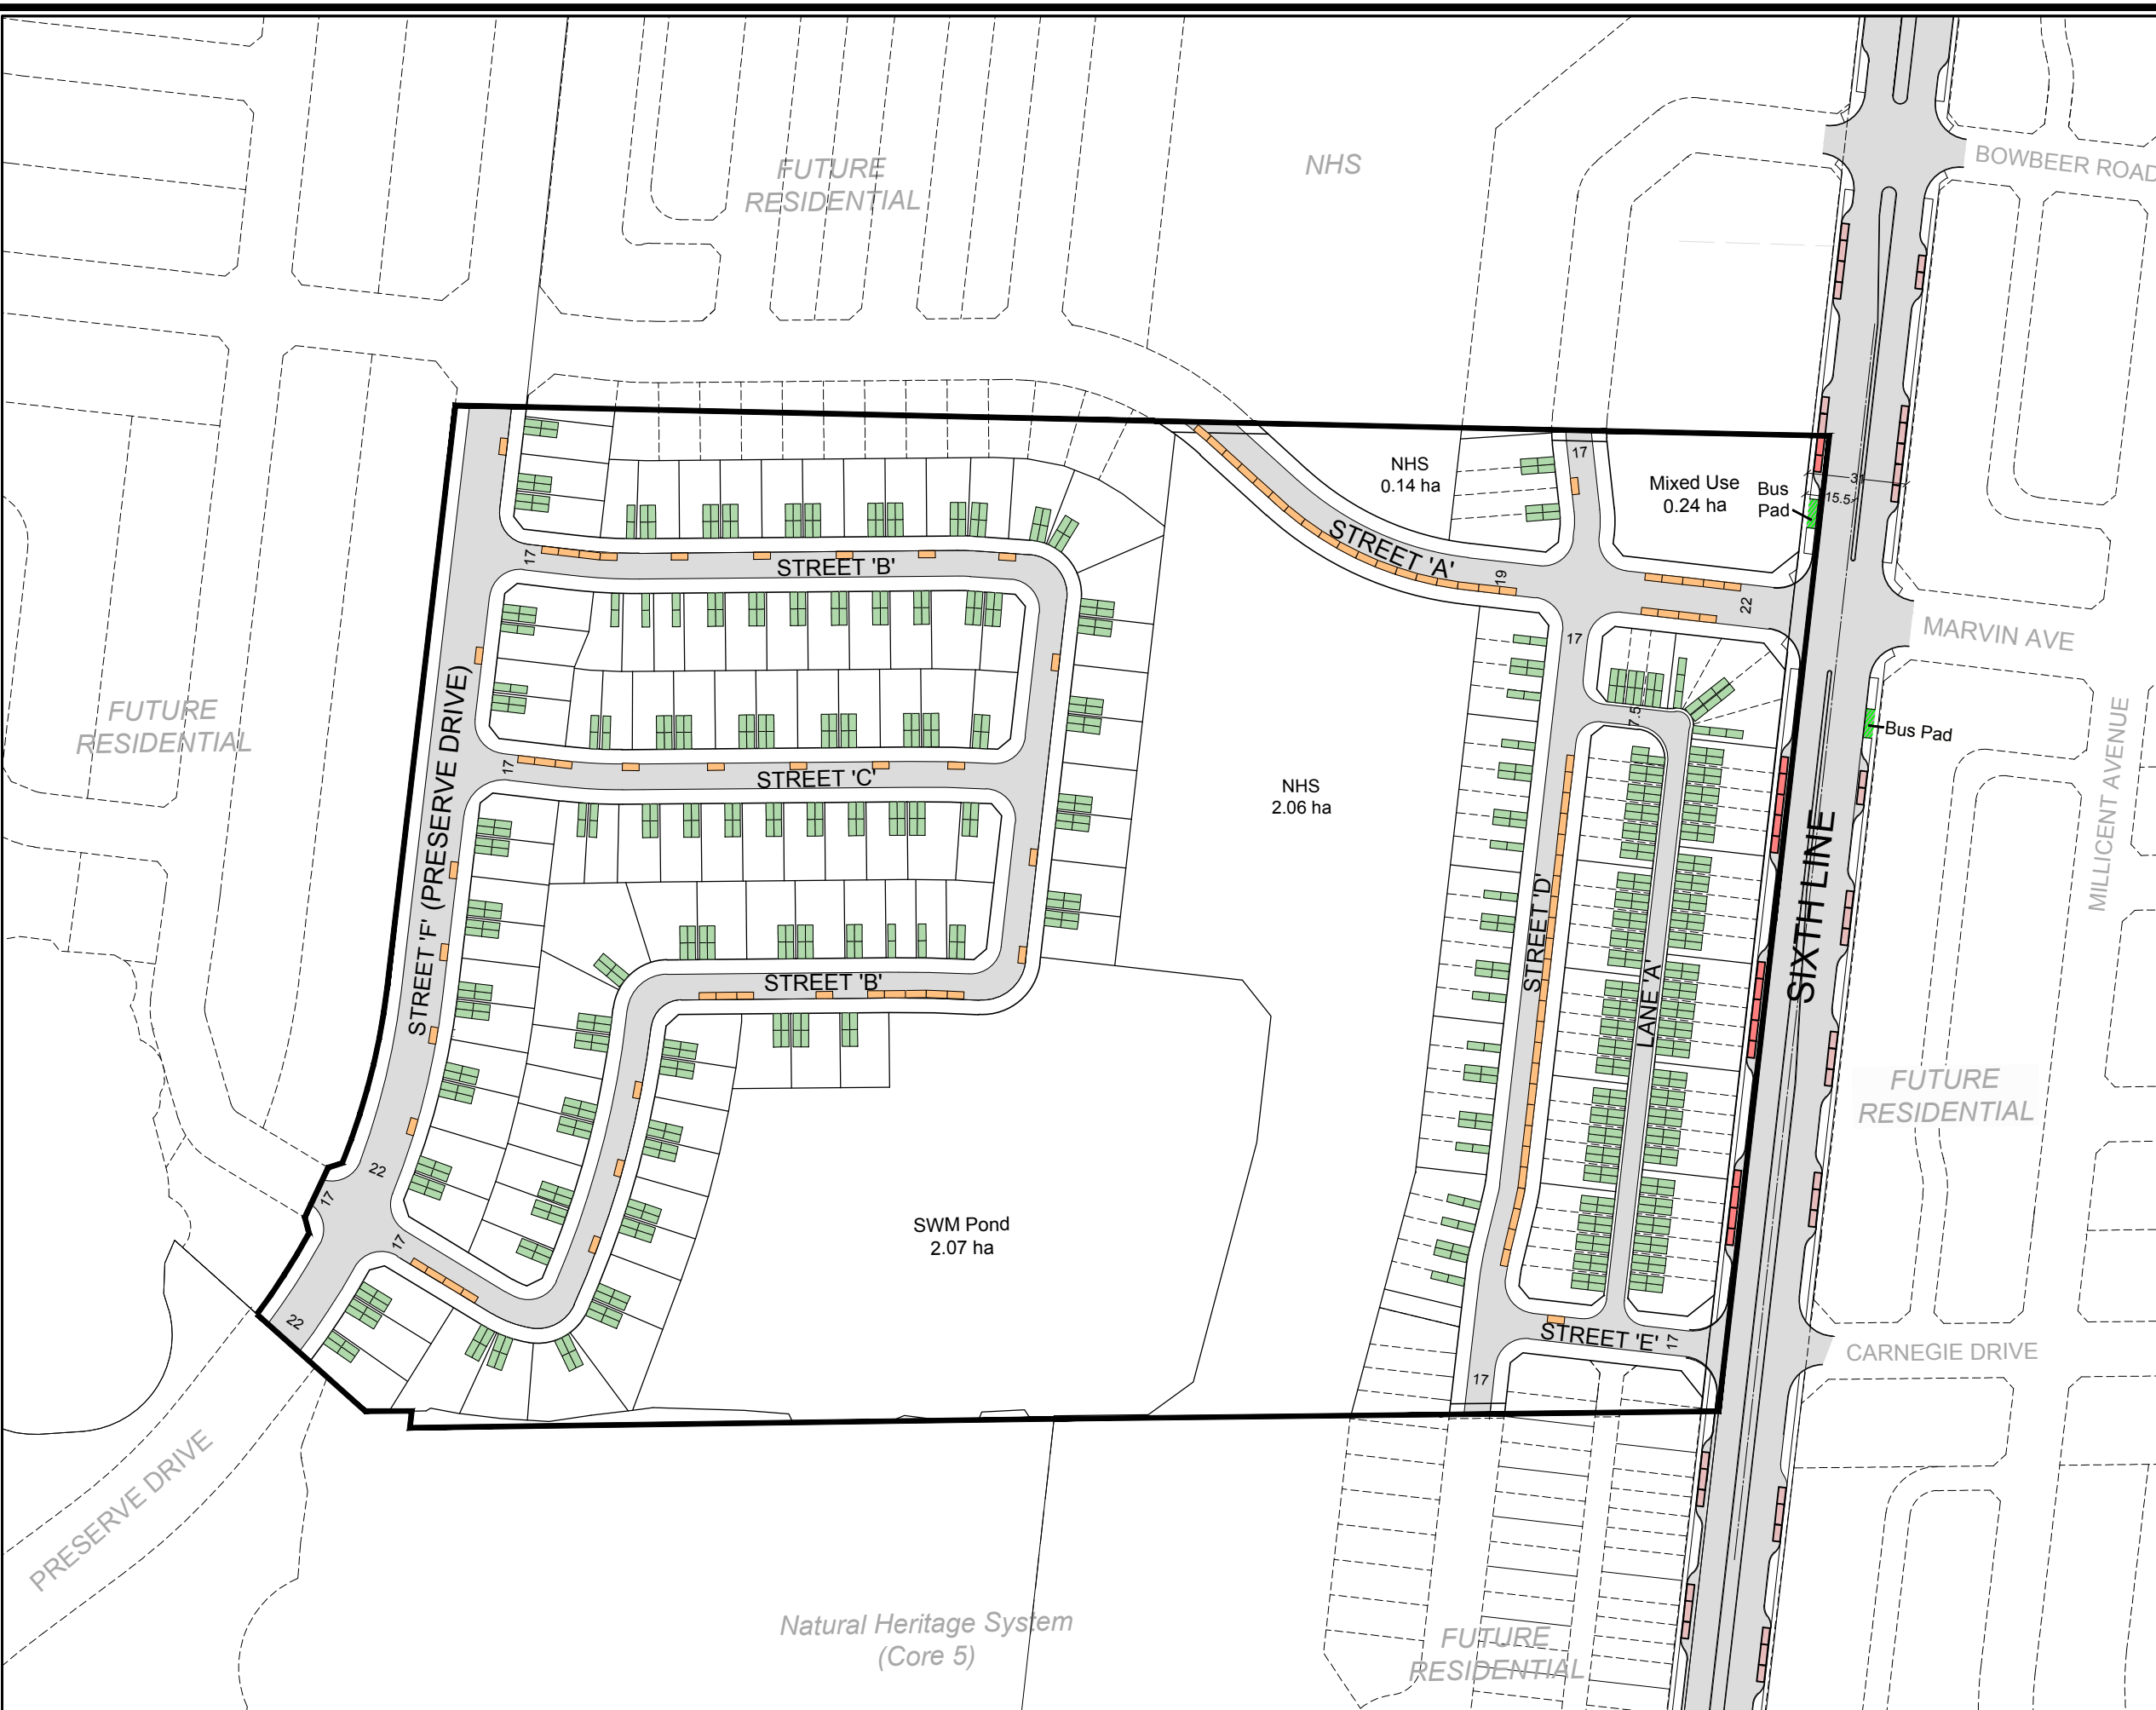 FUTURE
RESIDENTIAL
NHS
BOWBEER ROAD
NHS
0.14 ha
17
Mixed Use
0.24 ha
Bus
Pad
31
15.5
STREET 'A'
19
22
17
STREET 'B'
17
MARVIN AVE
FUTURE
RESIDENTIAL
STREET 'F' (PRESERVE DRIVE)
17
STREET 'C'
7.5
Bus Pad
NHS
2.06 ha
MILLICENT AVENUE
SIXTH LINE
STREET 'D'
LANE 'A'
STREET 'B'
FUTURE
RESIDENTIAL
22
17
17
22
SWM Pond
2.07 ha
STREET 'E'
17
CARNEGIE DRIVE
17
PRESERVE DRIVE
Natural Heritage System
(Core 5)
FUTURE
RESIDENTIAL